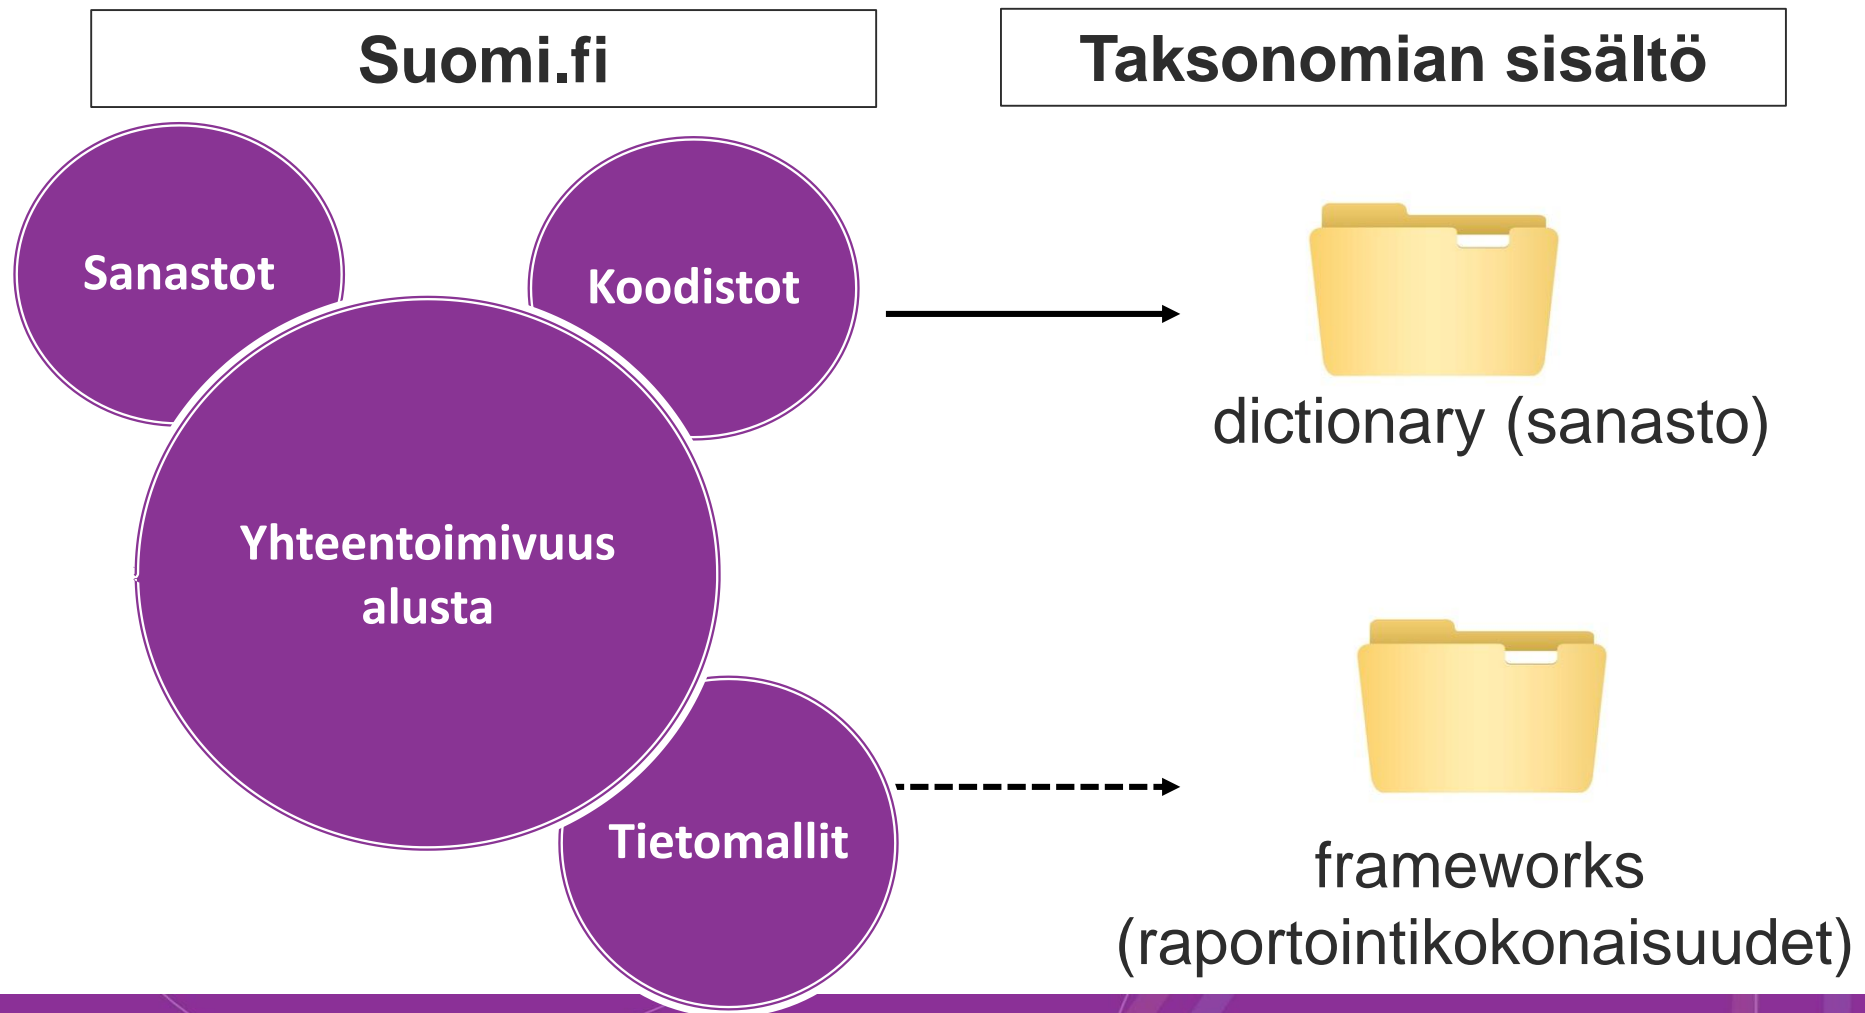 Suomi.fi
Taksonomian sisältö
Sanastot
Koodistot
Yhteentoimivuus
alusta
Tietomallit
dictionary (sanasto)
frameworks
(raportointikokonaisuudet)